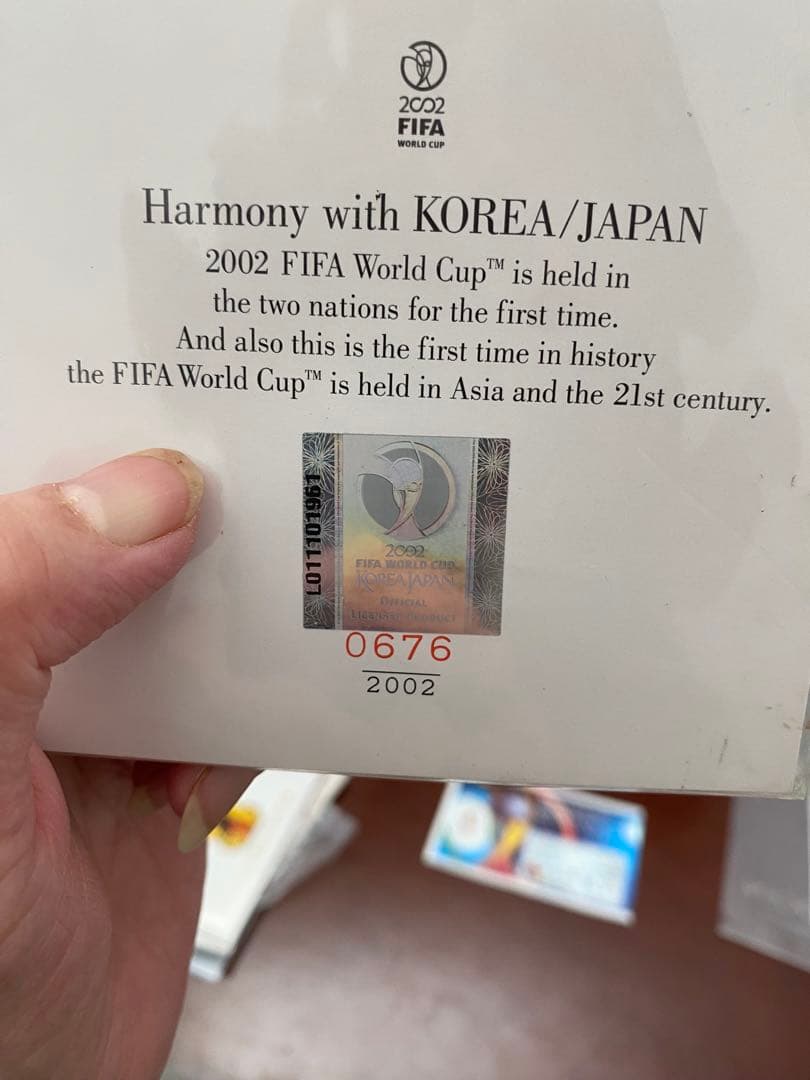 2002
FIFA
WORLD CUP
Harmony with KOREA/JAPAN
2002 FIFA World Cup™ is held in
the two nations for the first time.
And also this is the first time in history
the FIFA World Cup™ is held in Asia and the 21st century.
L011101961
2002
FIFA WORLD CUP
KOREA JAPAN
OFFICIAL
LICENSED PRODUCT
0676
2002